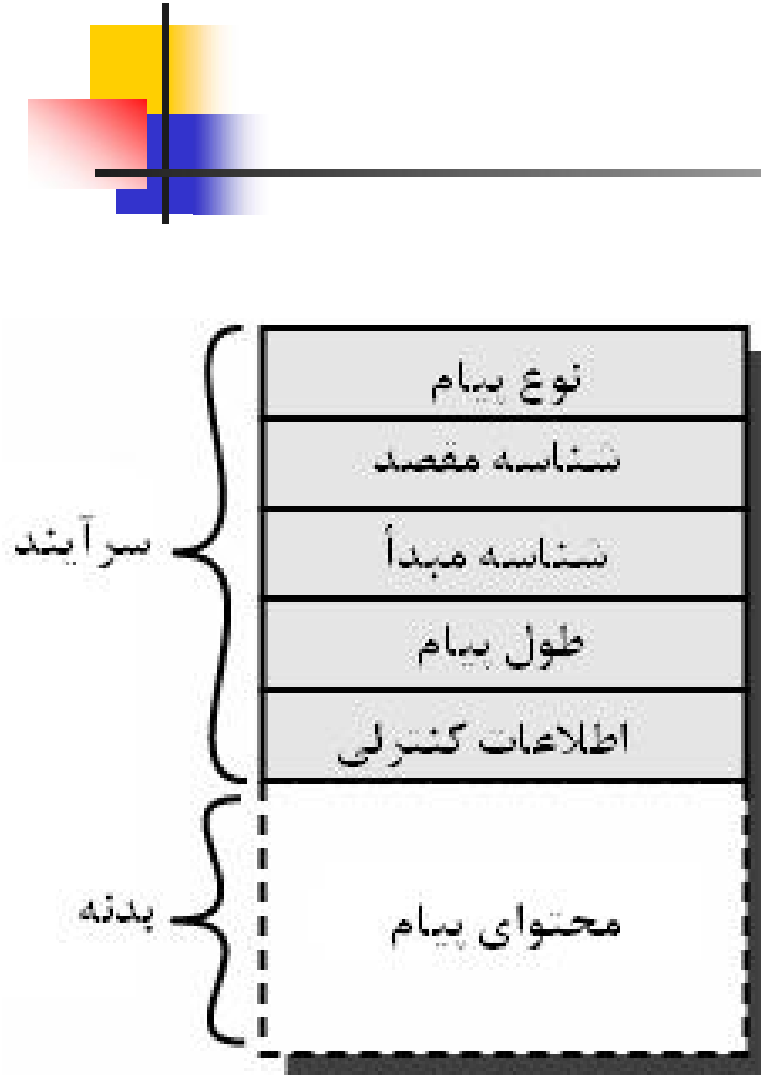 نوع پیام
شناسه مقصد
شناسه مبدأ
سرآیند
طول پیام
اطلاعات کنترلی
بدنه
محتوای پیام